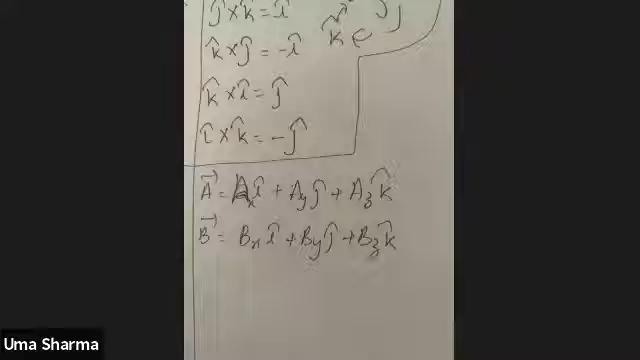 ĵ × k̂ = î
k̂ × ĵ = -î
k̂
ĵ
k̂ × î = ĵ
î × k̂ = -ĵ
A⃗ = Aₓî + Aᵧĵ + A_z k̂
B⃗ = Bₓî + Bᵧĵ + B_z k̂
Uma Sharma